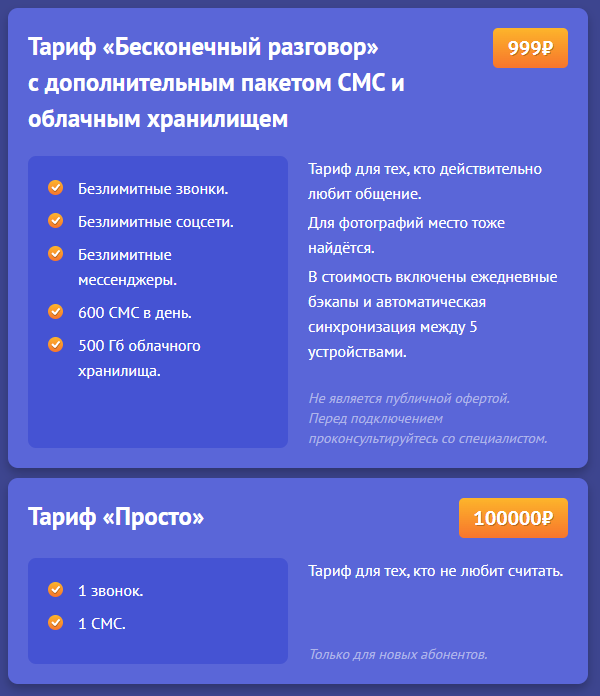 Тариф «Бесконечный разговор»
с дополнительным пакетом СМС и
облачным хранилищем
999₽
Безлимитные звонки.
Безлимитные соцсети.
Безлимитные
мессенджеры.
600 СМС в день.
500 Гб облачного
хранилища.
Тариф для тех, кто действительно
любит общение.
Для фотографий место тоже
найдётся.
В стоимость включены ежедневные
бэкапы и автоматическая
синхронизация между 5
устройствами.
Не является публичной офертой.
Перед подключением
проконсультируйтесь со специалистом.
Тариф «Просто»
100000₽
1 звонок.
1 СМС.
Тариф для тех, кто не любит считать.
Только для новых абонентов.